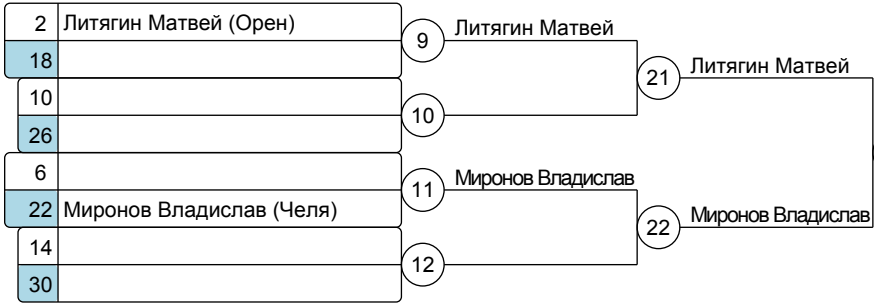 2 Литягин Матвей (Орен)
18
9 Литягин Матвей
10
26
10
21 Литягин Матвей
6
22 Миронов Владислав (Челя)
11 Миронов Владислав
14
30
12
22 Миронов Владислав